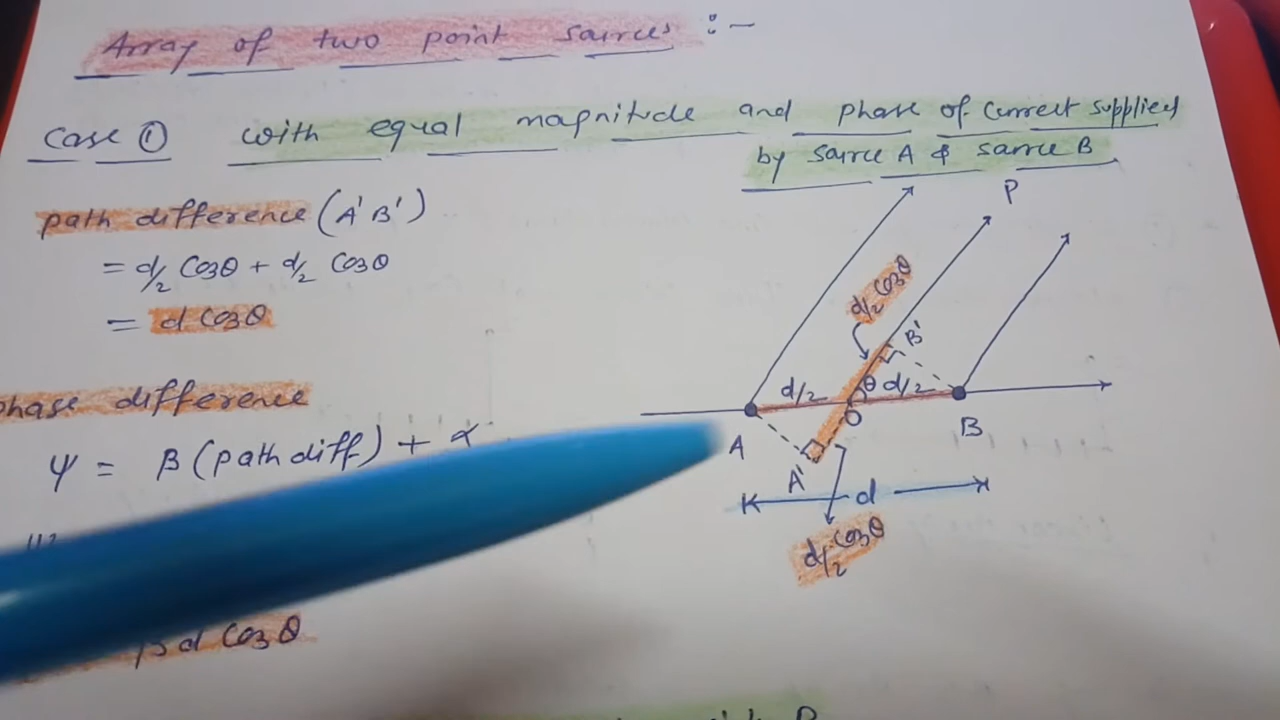 Array of two point sources :-
Case ① with equal magnitude and phase of current supplied
by source A & source B
path difference (A'B')
= d/2 Cosθ + d/2 Cosθ
= d Cosθ
phase difference
ψ = β (path diff) + α
β d Cosθ
P
d/2 Cosθ
B'
d/2
θ
d/2
O
A
B
A'
d
d/2 Cosθ